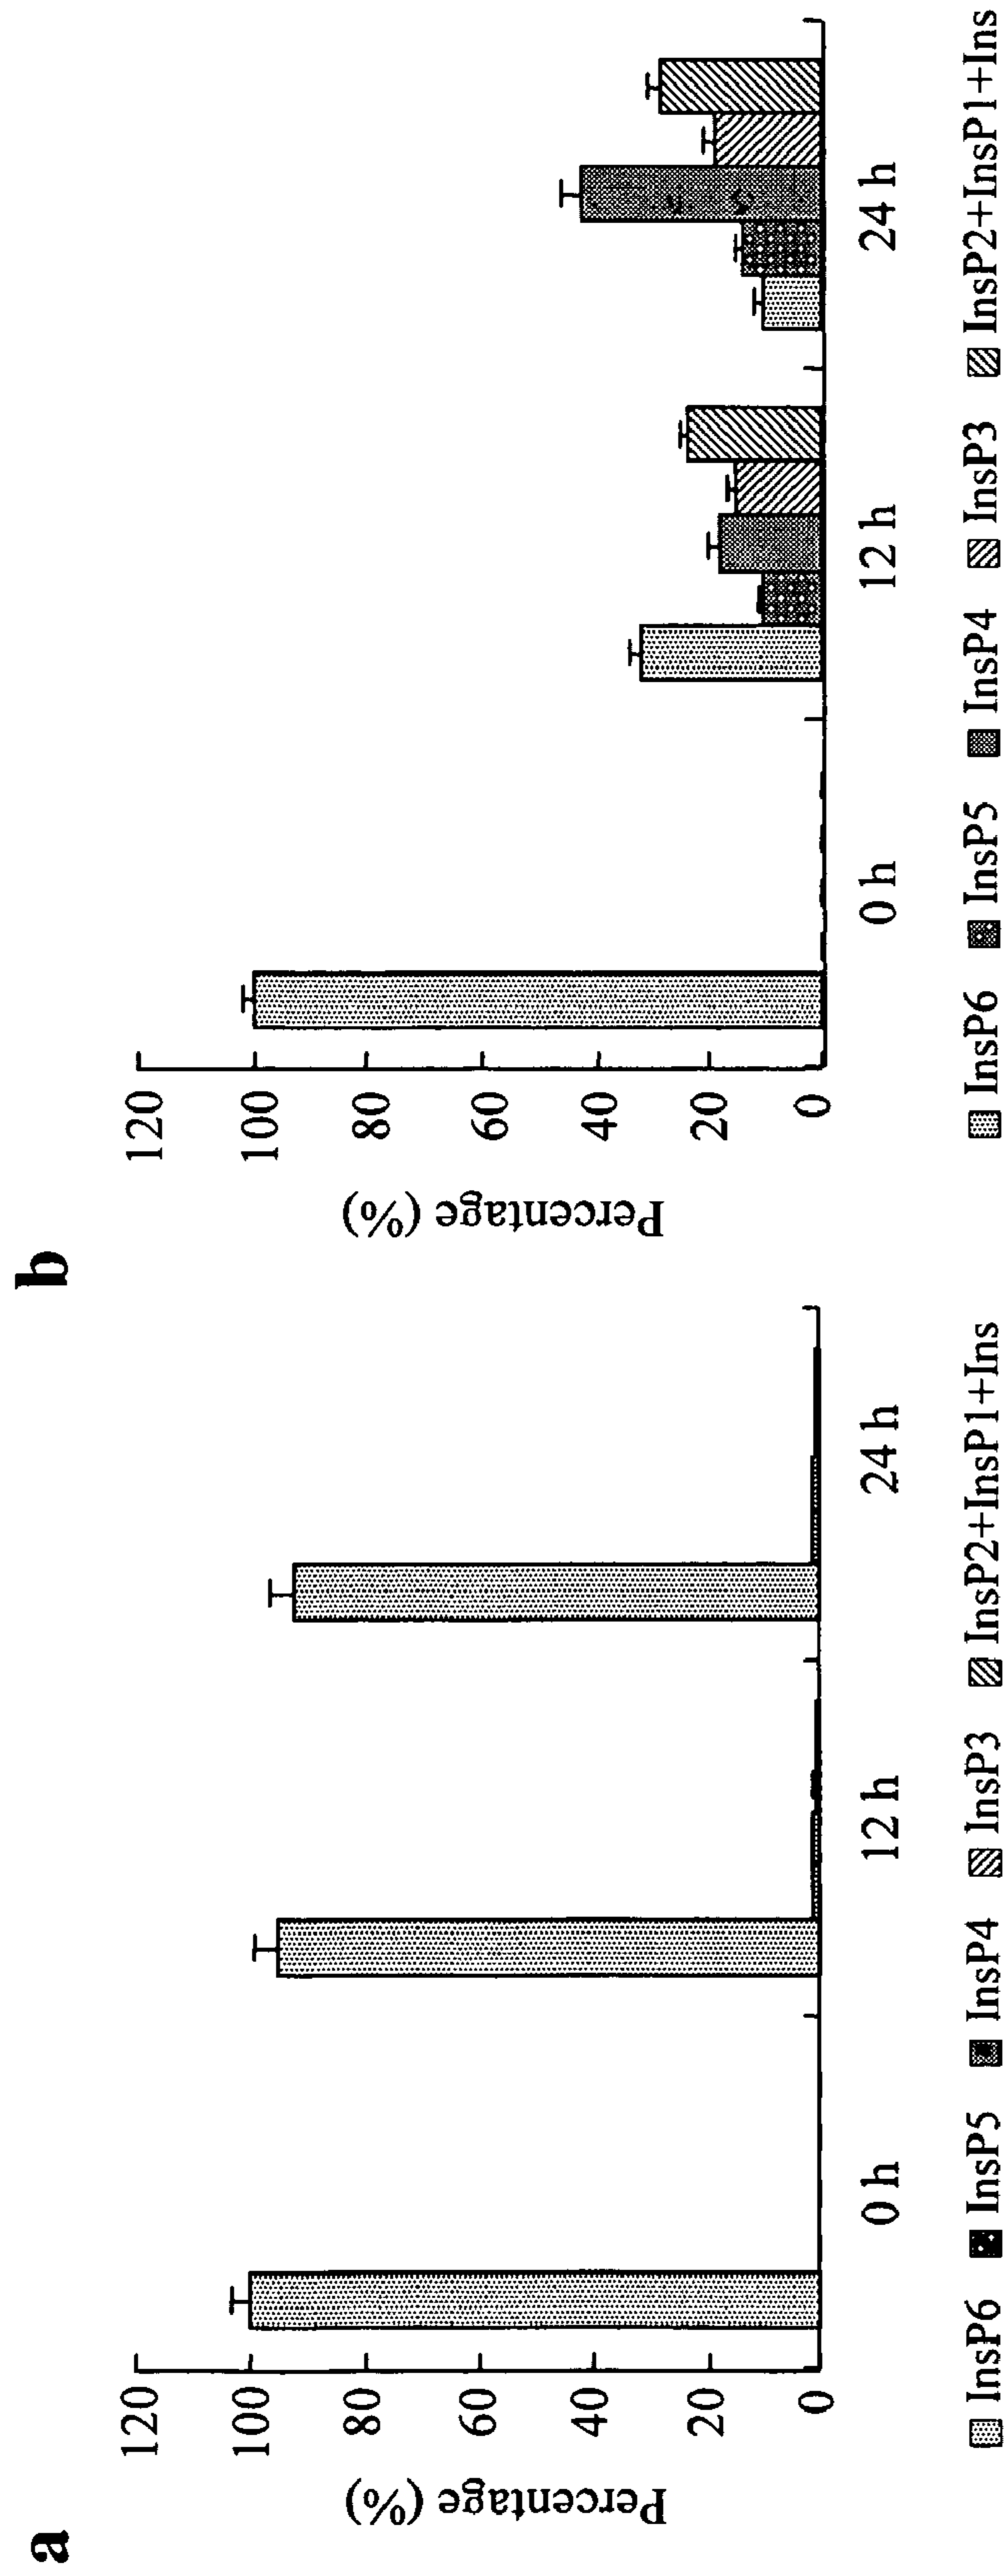 a
Percentage (%)
120
100
80
60
40
20
0
0 h
12 h
24 h
InsP6
InsP5
InsP4
InsP3
InsP2+InsP1+Ins
b
Percentage (%)
120
100
80
60
40
20
0
0 h
12 h
24 h
InsP6
InsP5
InsP4
InsP3
InsP2+InsP1+Ins